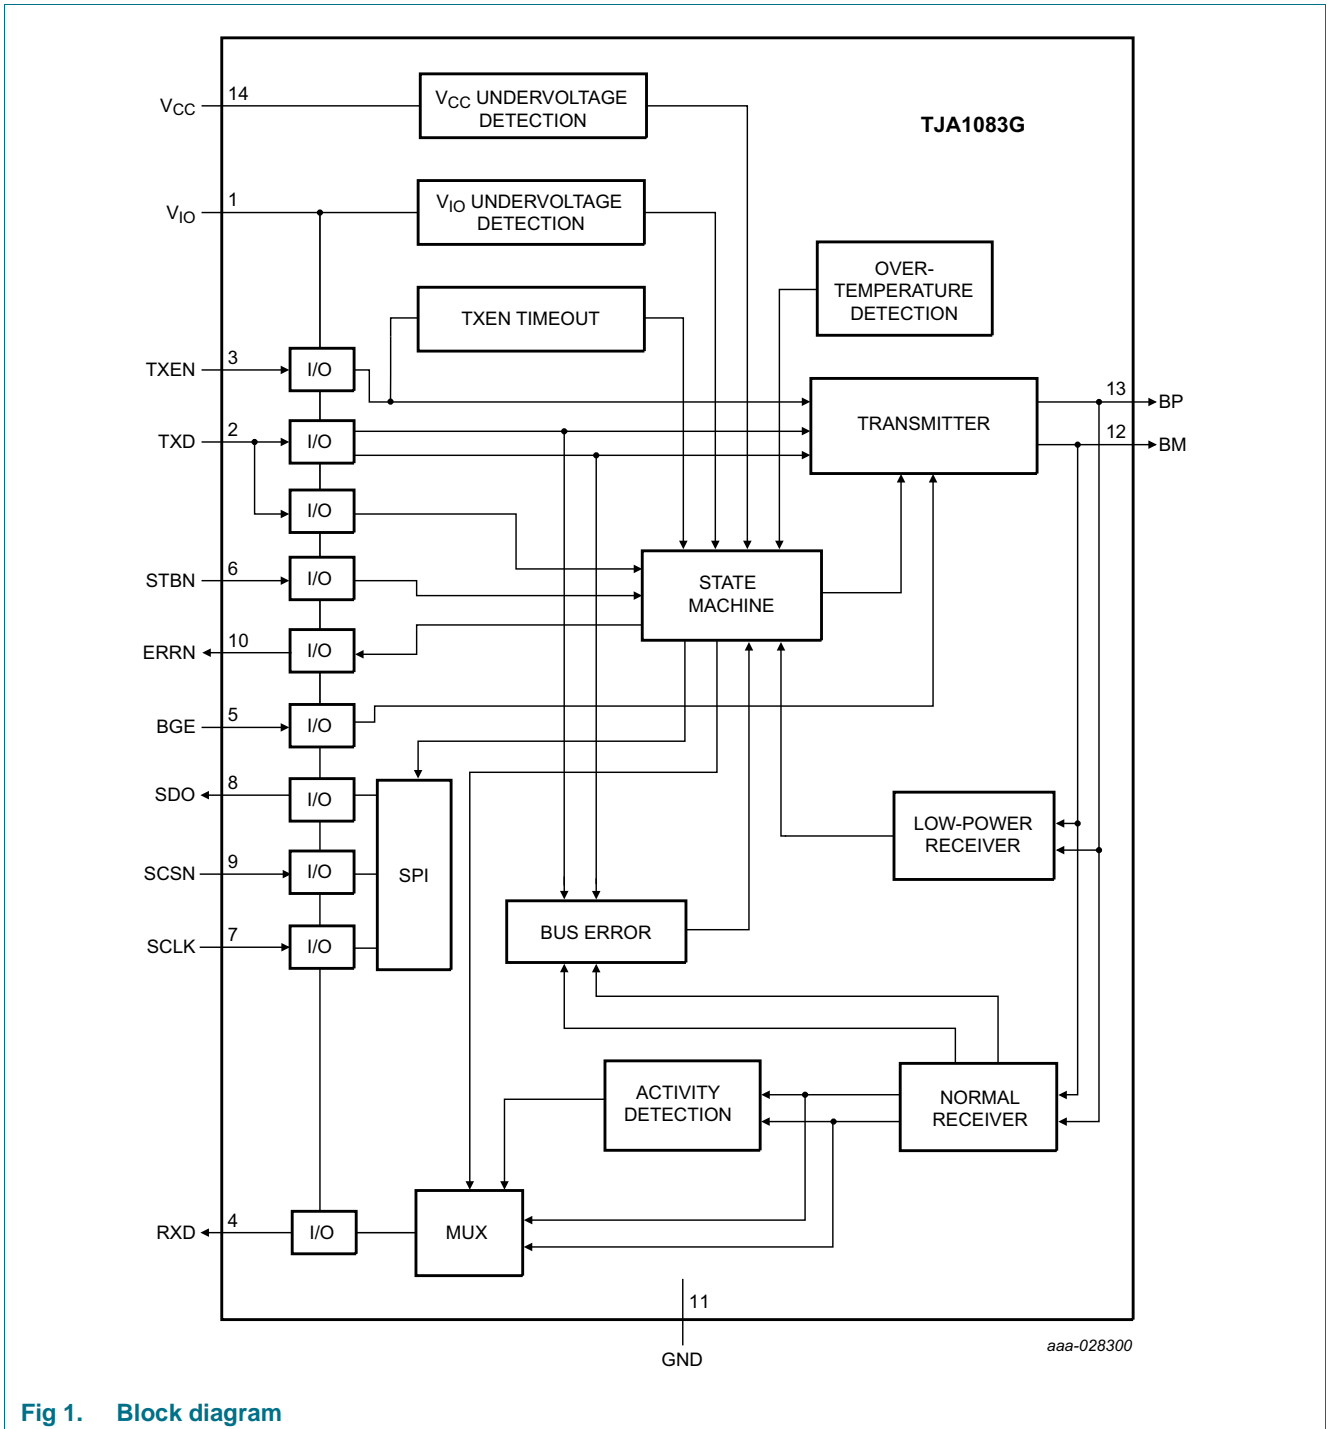 VCC
14
VCC UNDERVOLTAGE
DETECTION
TJA1083G
VIO
1
VIO UNDERVOLTAGE
DETECTION
OVER-
TEMPERATURE
DETECTION
TXEN TIMEOUT
TXEN
3
I/O
TRANSMITTER
13
BP
TXD
2
I/O
12
BM
I/O
STBN
6
I/O
STATE
MACHINE
ERRN
10
I/O
BGE
5
I/O
SDO
8
I/O
LOW-POWER
RECEIVER
SCSN
9
I/O
SPI
SCLK
7
I/O
BUS ERROR
ACTIVITY
DETECTION
NORMAL
RECEIVER
RXD
4
I/O
MUX
11
GND
aaa-028300
Fig 1. Block diagram